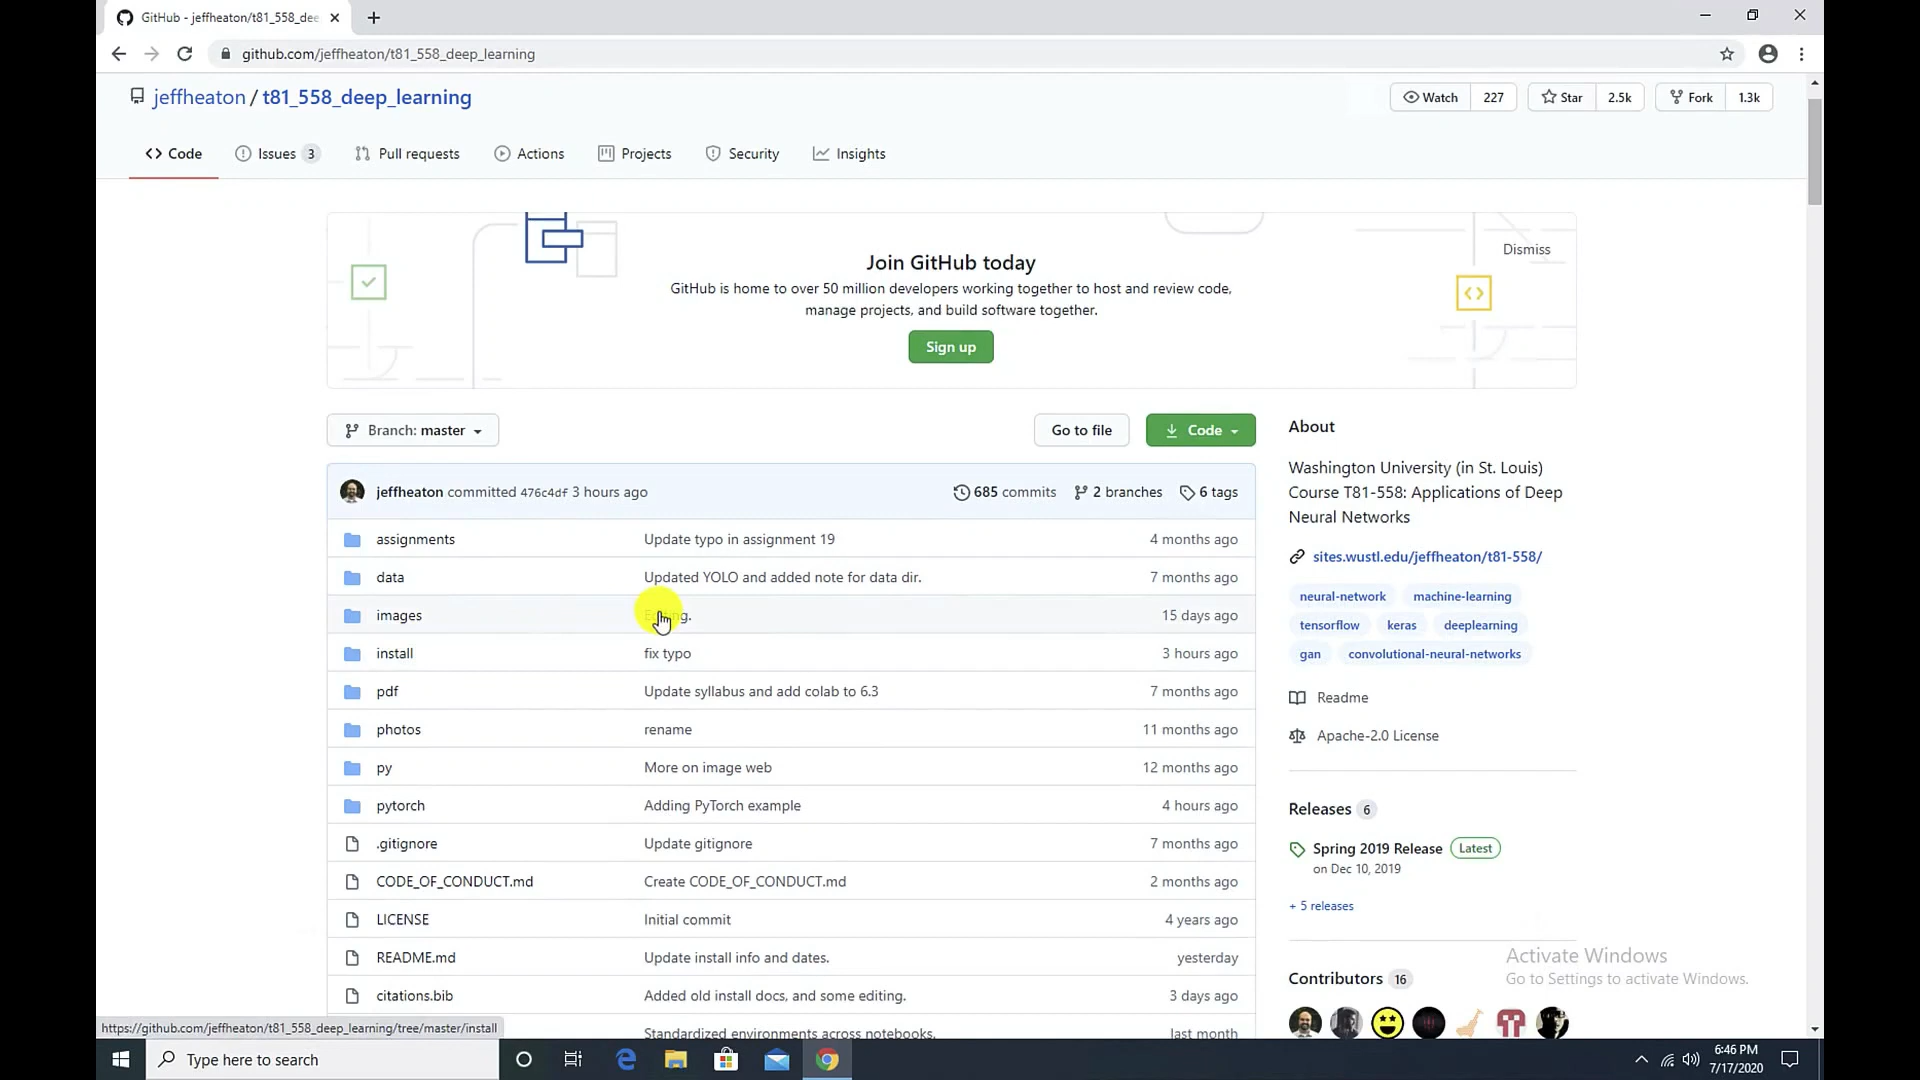 GitHub - jeffheaton/t81_558_dee
github.com/jeffheaton/t81_558_deep_learning
jeffheaton / t81_558_deep_learning
Watch 227 Star 2.5k Fork 1.3k
Code Issues 3 Pull requests Actions Projects Security Insights
Dismiss
Join GitHub today
GitHub is home to over 50 million developers working together to host and review code,
manage projects, and build software together.
Sign up
Branch: master Go to file Code
jeffheaton committed 476c4df 3 hours ago 685 commits 2 branches 6 tags
assignments Update typo in assignment 19 4 months ago
data Updated YOLO and added note for data dir. 7 months ago
images 15 days ago
install fix typo 3 hours ago
pdf Update syllabus and add colab to 6.3 7 months ago
photos rename 11 months ago
py More on image web 12 months ago
pytorch Adding PyTorch example 4 hours ago
.gitignore Update gitignore 7 months ago
CODE_OF_CONDUCT.md Create CODE_OF_CONDUCT.md 2 months ago
LICENSE Initial commit 4 years ago
README.md Update install info and dates. yesterday
citations.bib Added old install docs, and some editing. 3 days ago
Standardized environments across notebooks. last month
About
Washington University (in St. Louis)
Course T81-558: Applications of Deep
Neural Networks
sites.wustl.edu/jeffheaton/t81-558/
neural-network machine-learning
tensorflow keras deeplearning
gan convolutional-neural-networks
Readme
Apache-2.0 License
Releases 6
Spring 2019 Release Latest
on Dec 10, 2019
+ 5 releases
Contributors 16
Activate Windows
Go to Settings to activate Windows.
https://github.com/jeffheaton/t81_558_deep_learning/tree/master/install
Type here to search
6:46 PM
7/17/2020